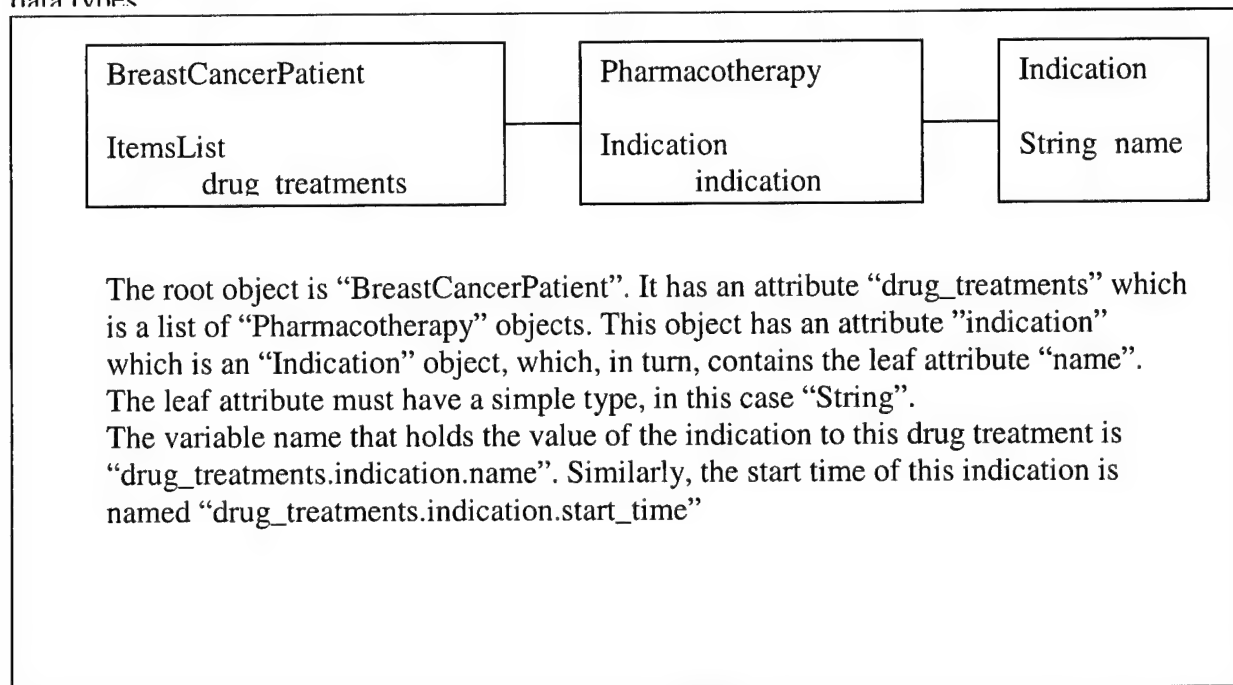 BreastCancerPatient
ItemsList
drug_treatments
Pharmacotherapy
Indication
indication
Indication
String name
The root object is “BreastCancerPatient”. It has an attribute “drug_treatments” which
is a list of “Pharmacotherapy” objects. This object has an attribute ”indication”
which is an “Indication” object, which, in turn, contains the leaf attribute “name”.
The leaf attribute must have a simple type, in this case “String”.
The variable name that holds the value of the indication to this drug treatment is
“drug_treatments.indication.name”. Similarly, the start time of this indication is
named “drug_treatments.indication.start_time”